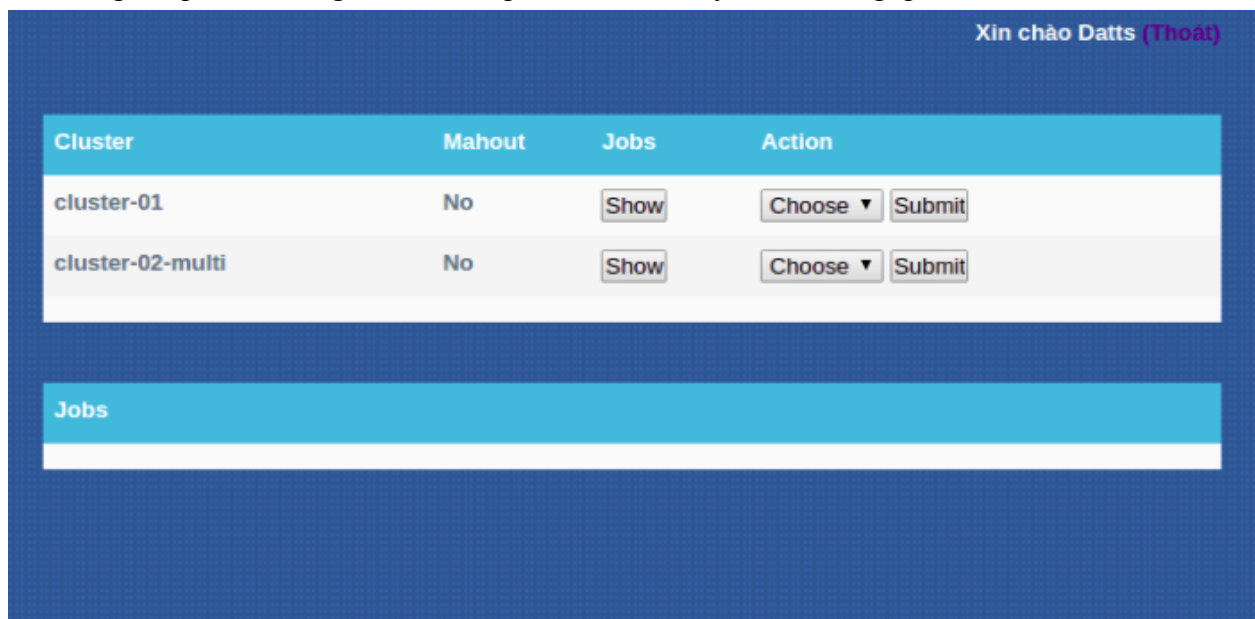 Xin chào Datts (Thoát)
Cluster Mahout Jobs Action
cluster-01 No Show Choose Submit
cluster-02-multi No Show Choose Submit
Jobs